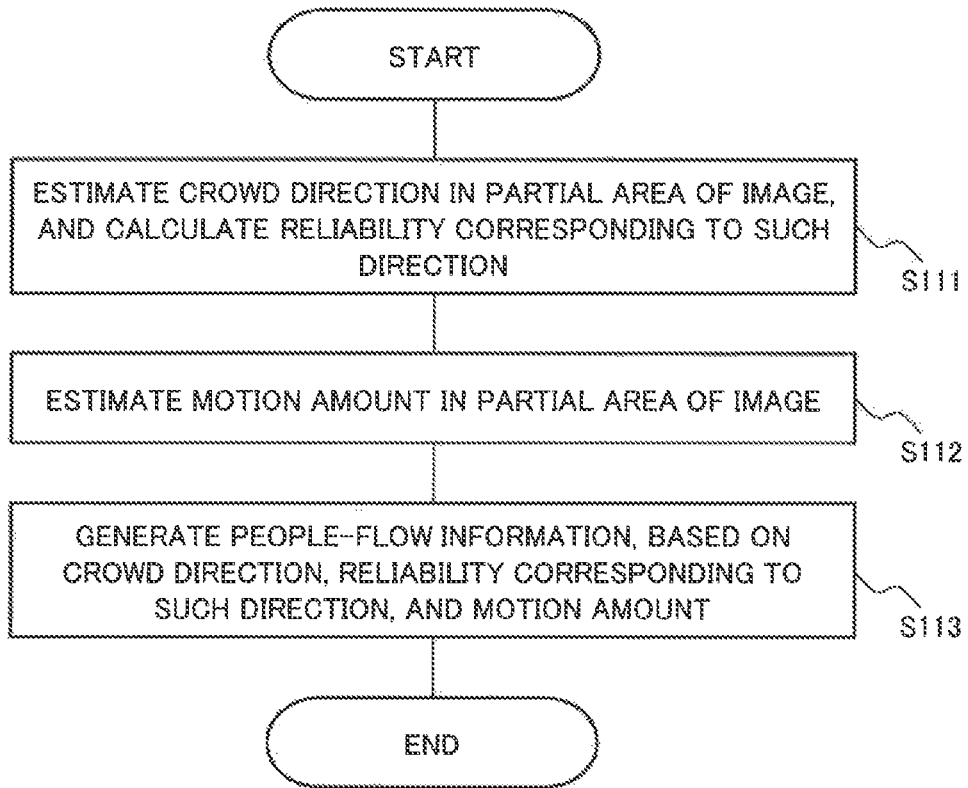 START
ESTIMATE CROWD DIRECTION IN PARTIAL AREA OF IMAGE,
AND CALCULATE RELIABILITY CORRESPONDING TO SUCH
DIRECTION
S111
ESTIMATE MOTION AMOUNT IN PARTIAL AREA OF IMAGE
S112
GENERATE PEOPLE-FLOW INFORMATION, BASED ON
CROWD DIRECTION, RELIABILITY CORRESPONDING TO
SUCH DIRECTION, AND MOTION AMOUNT
S113
END